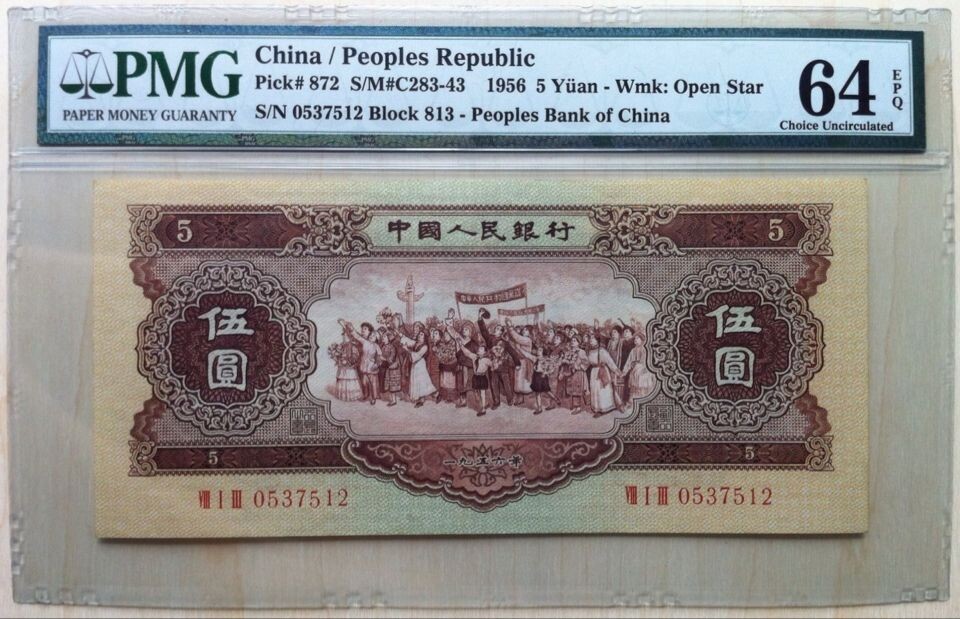 PMG
PAPER MONEY GUARANTY
China / Peoples Republic
Pick# 872 S/M#C283-43 1956 5 Yüan - Wmk: Open Star
S/N 0537512 Block 813 - Peoples Bank of China
64
EPQ
Choice Uncirculated
5 中國人民銀行 5
伍圓
伍圓
5 一九五六年 5
VIII I III 0537512
VIII I III 0537512